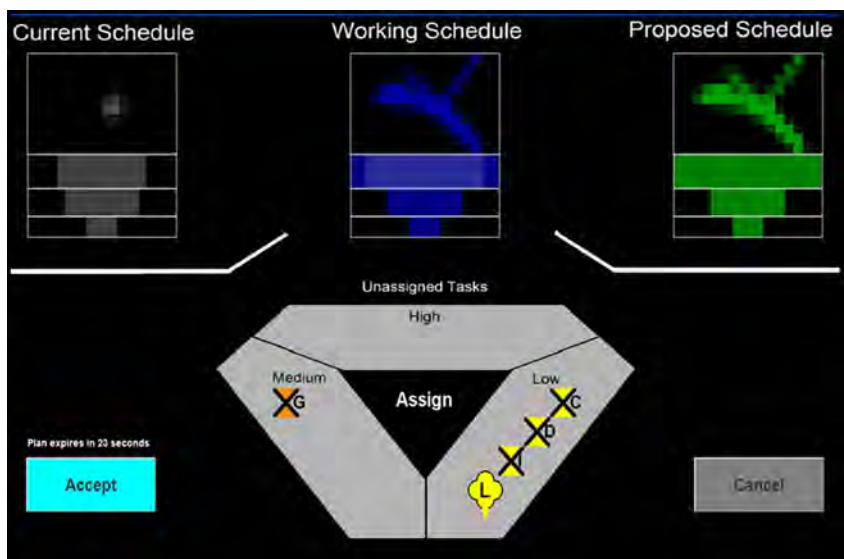 Current Schedule
Working Schedule
Proposed Schedule
Unassigned Tasks
High
Medium
Low
Assign
G
C
D
I
L
Plan expires in 23 seconds
Accept
Cancel